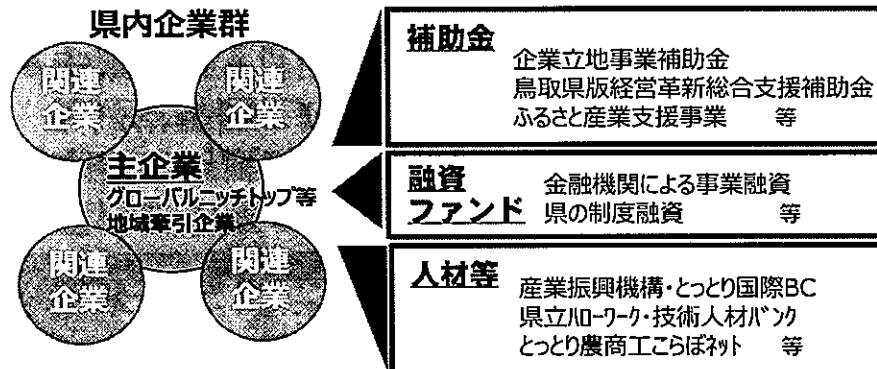 県内企業群
関連
企業
関連
企業
主企業
グローバルニッチトップ等
地域牽引企業
関連
企業
関連
企業
補助金
企業立地事業補助金
鳥取県版経営革新総合支援補助金
ふるさと産業支援事業 等
融資
ファンド
金融機関による事業融資
県の制度融資 等
人材等
産業振興機構・とっとり国際BC
県立ハローワーク・技術人材バンク
とっとり農商工こらぼネット 等